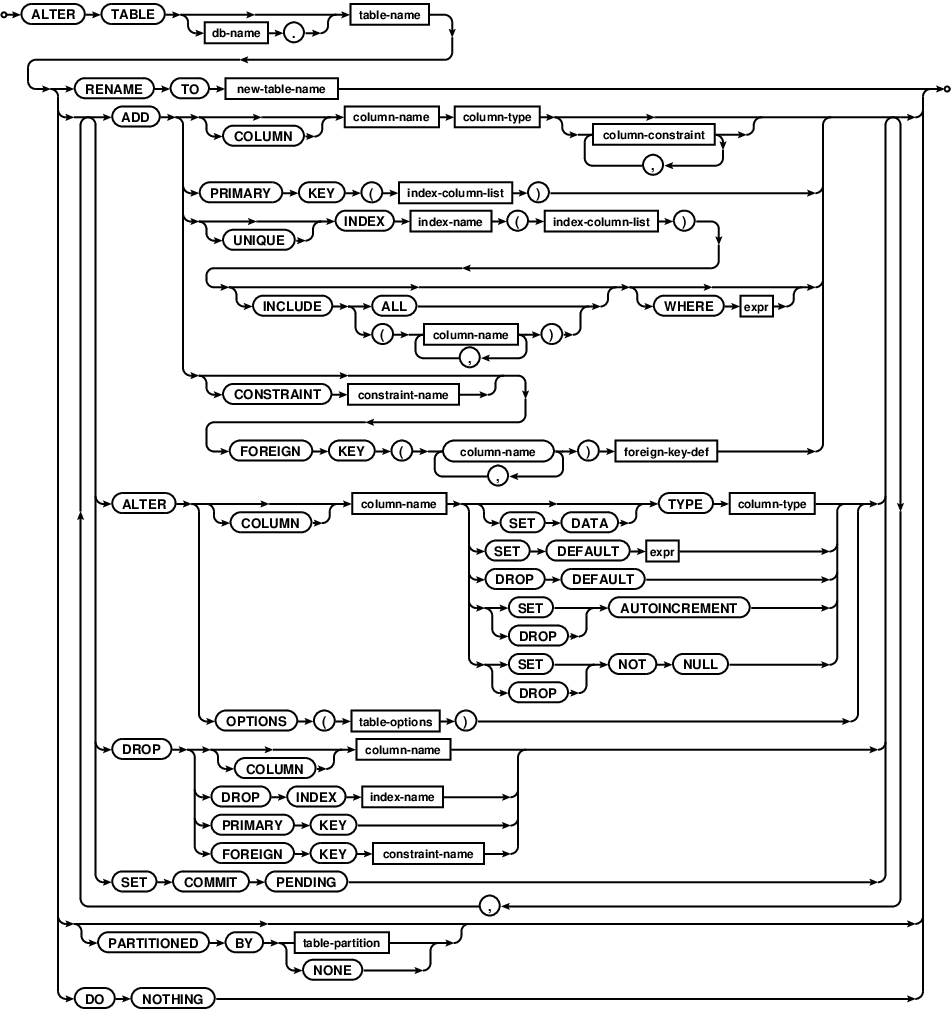 ALTER TABLE table-name
db-name .
RENAME TO new-table-name
ADD column-name column-type
COLUMN column-constraint
,
PRIMARY KEY ( index-column-list )
INDEX index-name ( index-column-list )
UNIQUE
INCLUDE ALL WHERE expr
( column-name )
,
CONSTRAINT constraint-name
FOREIGN KEY ( column-name ) foreign-key-def
,
ALTER column-name TYPE column-type
COLUMN SET DATA
SET DEFAULT expr
DROP DEFAULT
SET AUTOINCREMENT
DROP
SET NOT NULL
DROP
OPTIONS ( table-options )
DROP column-name
COLUMN
DROP INDEX index-name
PRIMARY KEY
FOREIGN KEY constraint-name
SET COMMIT PENDING
,
PARTITIONED BY table-partition
NONE
DO NOTHING